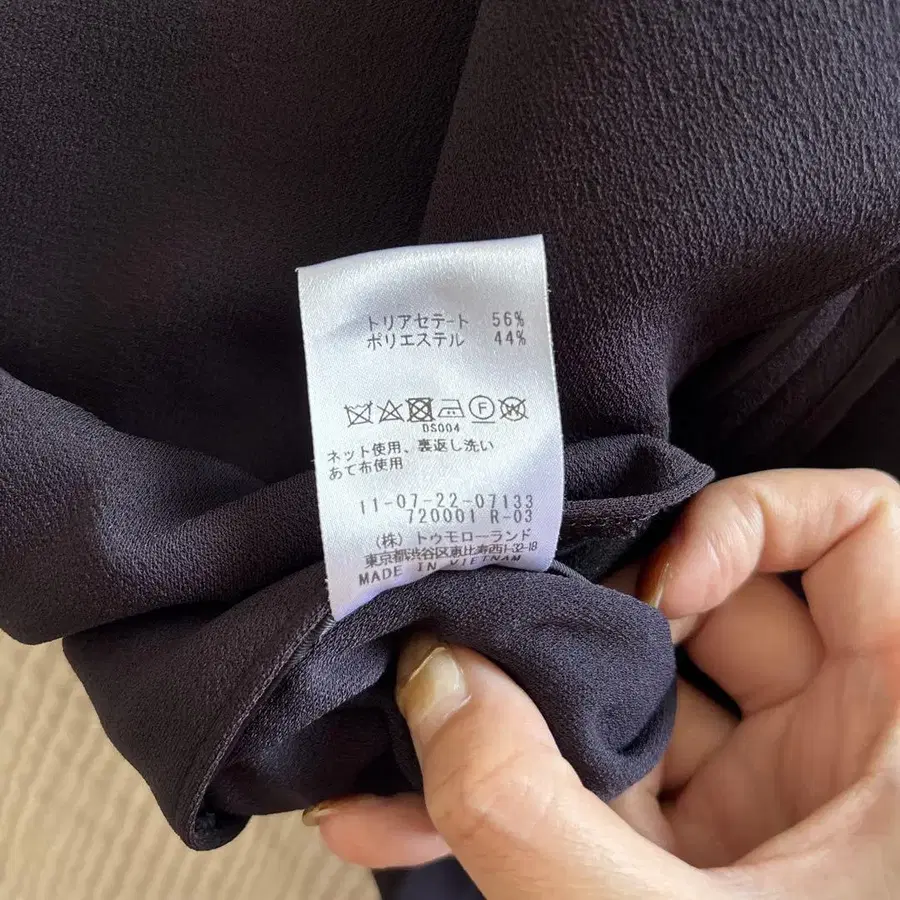 トリアセテート 56%
ポリエステル 44%
F W
DS004
ネット使用、裏返し洗い
あて布使用
11-07-22-07133
720001 R-03
(株) トゥモローランド
東京都渋谷区恵比寿西1-32-18
MADE IN VIETNAM